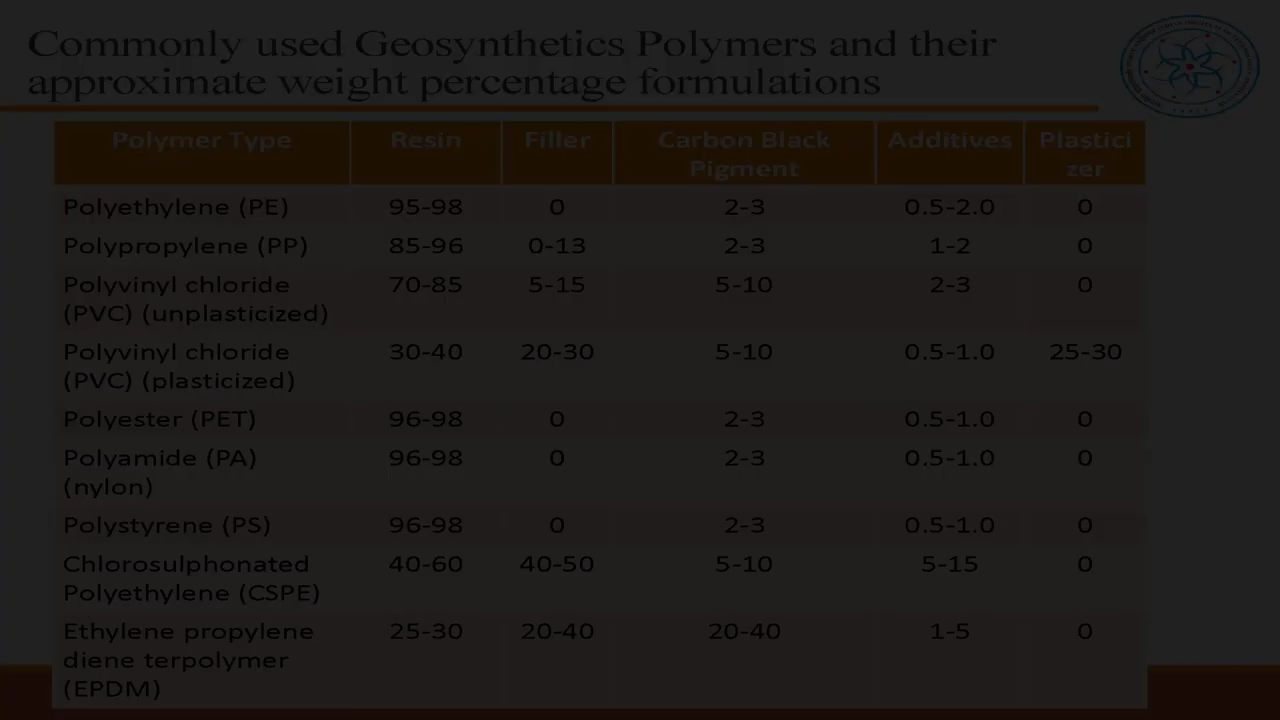 Commonly used Geosynthetics Polymers and their
approximate weight percentage formulations
Polymer Type Resin Filler Carbon Black Pigment Additives Plastici zer
Polyethylene (PE) 95-98 0 2-3 0.5-2.0 0
Polypropylene (PP) 85-96 0-13 2-3 1-2 0
Polyvinyl chloride 70-85 5-15 5-10 2-3 0
(PVC) (unplasticized)
Polyvinyl chloride 30-40 20-30 5-10 0.5-1.0 25-30
(PVC) (plasticized)
Polyester (PET) 96-98 0 2-3 0.5-1.0 0
Polyamide (PA) 96-98 0 2-3 0.5-1.0 0
(nylon)
Polystyrene (PS) 96-98 0 2-3 0.5-1.0 0
Chlorosulphonated 40-60 40-50 5-10 5-15 0
Polyethylene (CSPE)
Ethylene propylene 25-30 20-40 20-40 1-5 0
diene terpolymer
(EPDM)